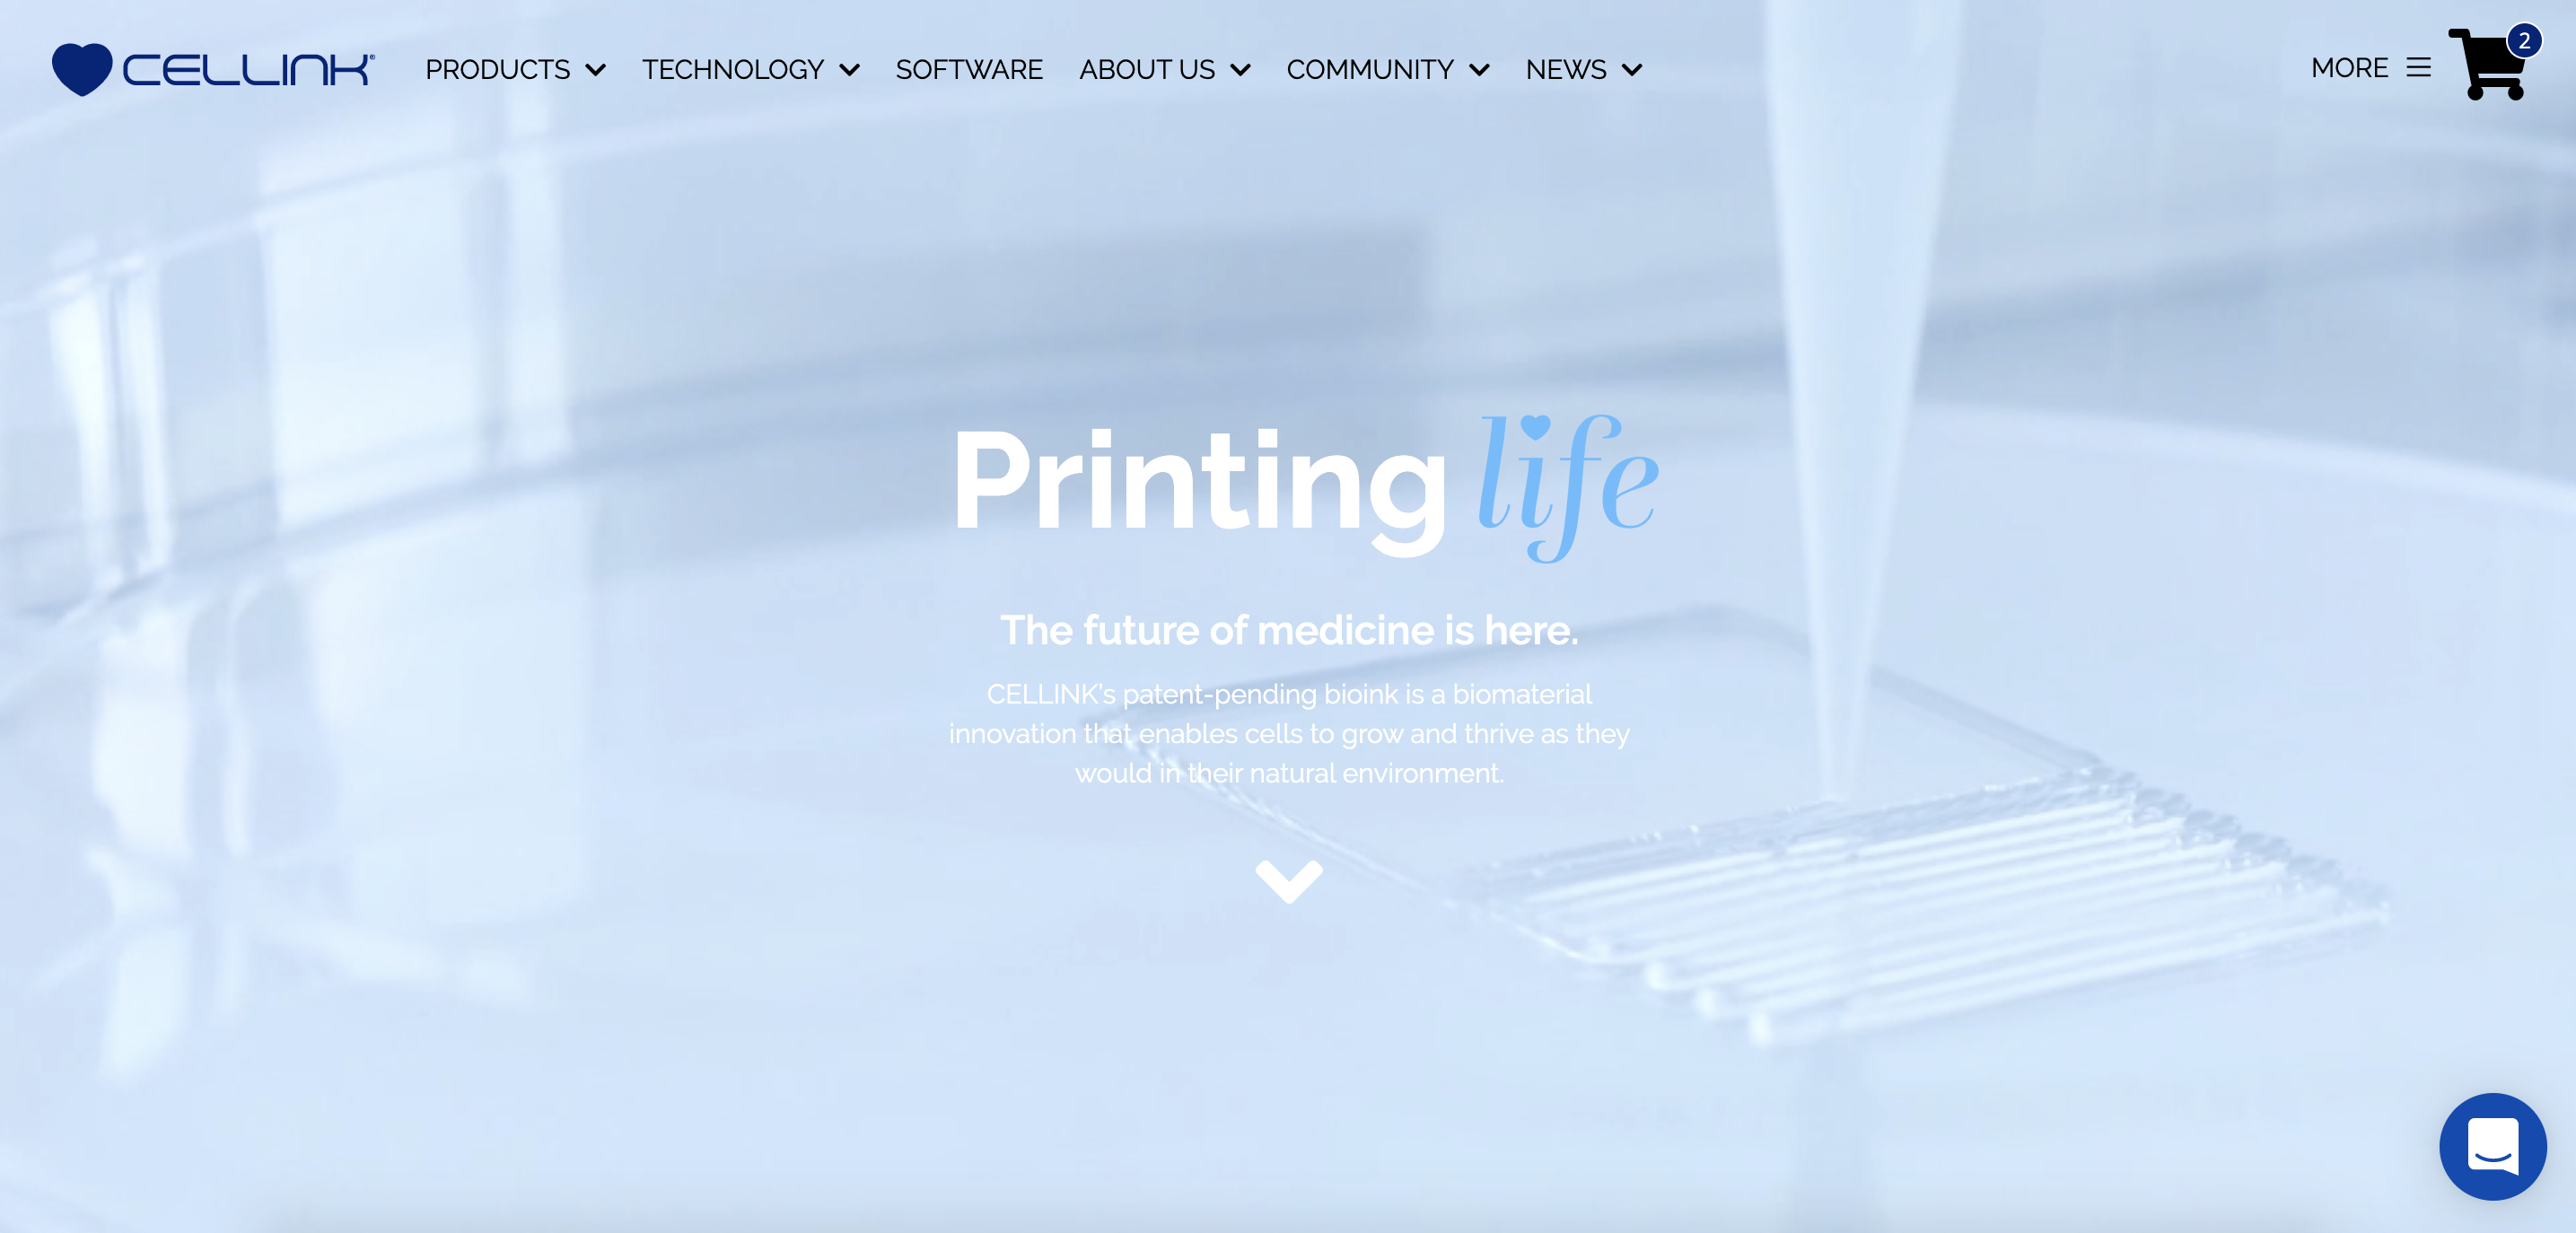 CELLINK®
PRODUCTS
TECHNOLOGY
SOFTWARE
ABOUT US
COMMUNITY
NEWS
MORE
2
Printing life
The future of medicine is here.
CELLINK's patent-pending bioink is a biomaterial
innovation that enables cells to grow and thrive as they
would in their natural environment.